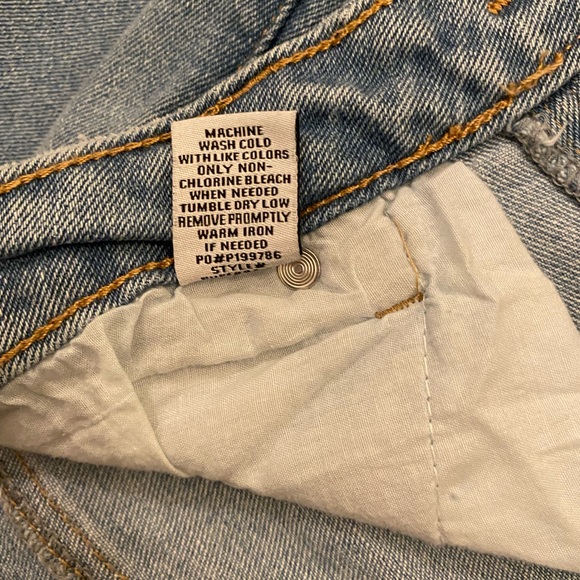 MACHINE
WASH COLD
WITH LIKE COLORS
ONLY NON-
CHLORINE BLEACH
WHEN NEEDED
TUMBLE DRY LOW
REMOVE PROMPTLY
WARM IRON
IF NEEDED
PO#P199786
STYLE#